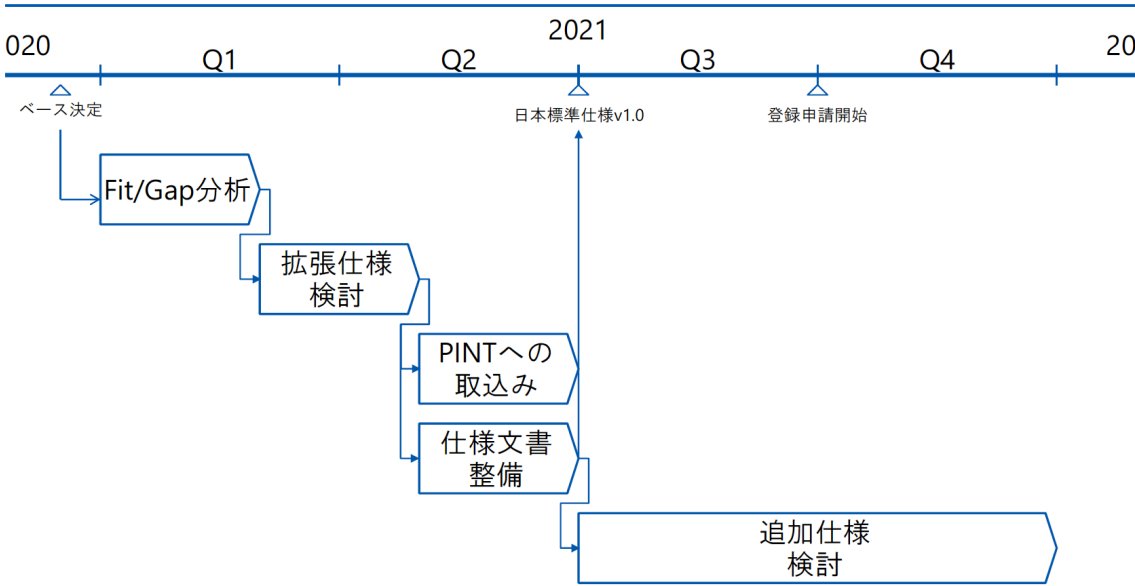 2021
020
20
Q1
Q2
Q3
Q4
ベース決定
日本標準仕様v1.0
登録申請開始
Fit/Gap分析
拡張仕様
検討
PINTへの
取込み
仕様文書
整備
追加仕様
検討